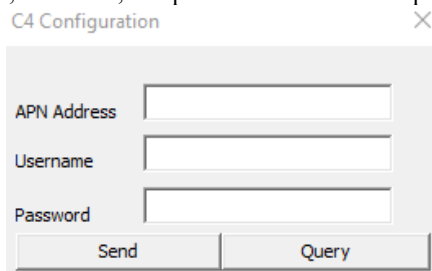 C4 Configuration
APN Address
Username
Password
Send Query